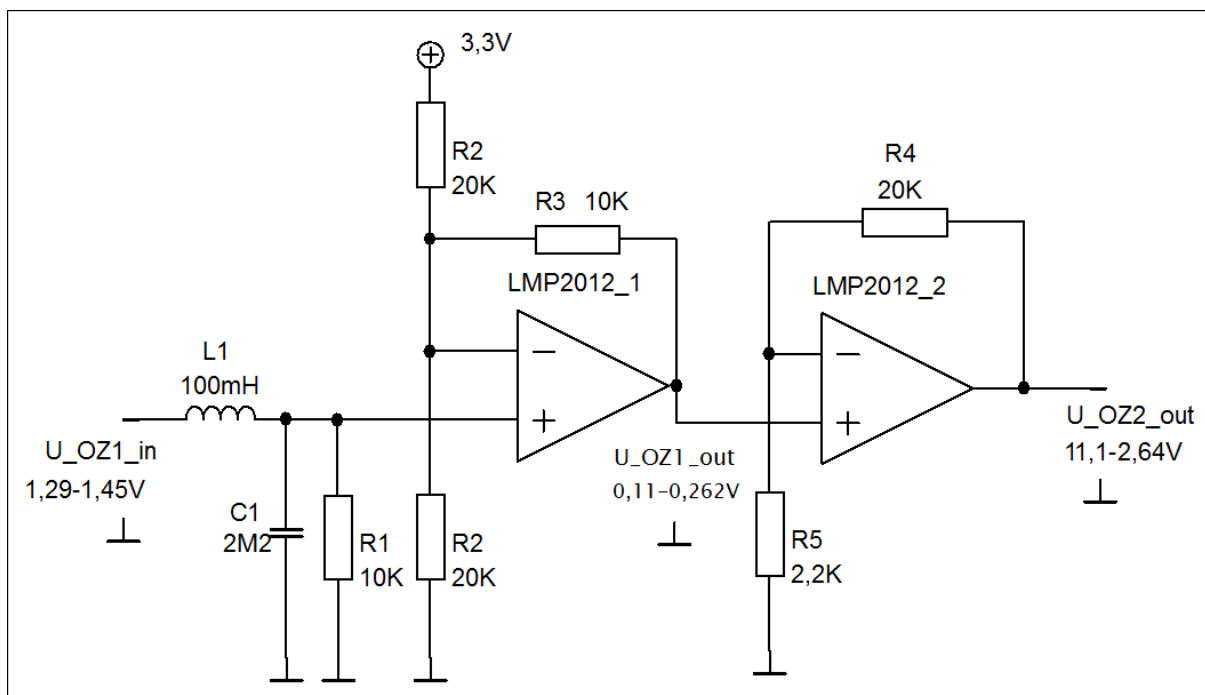 3,3V
R2
20K
R3 10K
R4
20K
LMP2012_1
LMP2012_2
L1
100mH
U_OZ1_in
1,29-1,45V
U_OZ1_out
0,11-0,262V
U_OZ2_out
11,1-2,64V
C1
2M2
R1
10K
R2
20K
R5
2,2K